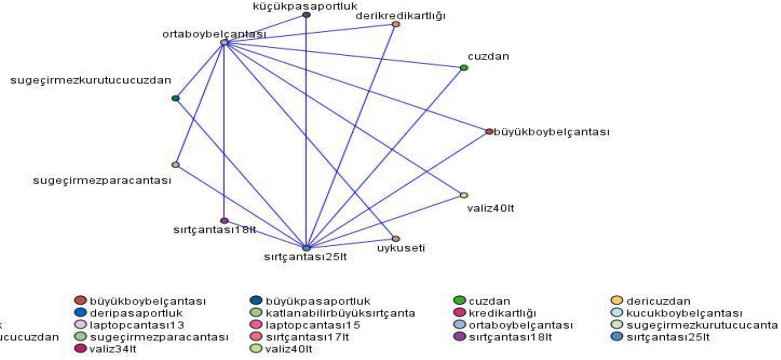 küçükpasaportluk
derikredikartlığı
ortaboybelçantası
cuzdan
sugeçirmezkurutucucuzdan
büyükboybelçantası
sugeçirmezparacantası
valiz40lt
sırtçantası18lt
uykuseti
sırtçantası25lt
büyükboybelçantası büyükpasaportluk cuzdan dericuzdan
k deripasaportluk katlanabilirbüyüksırtçanta kredikartlığı kucukboybelçantası
laptopcantası13 laptopcantası15 ortaboybelçantası sugeçirmezkurutucucanta
ucucuzdan sugeçirmezparacantası sırtçantası17lt sırtçantası18lt sırtçantası25lt
valiz34lt valiz40lt